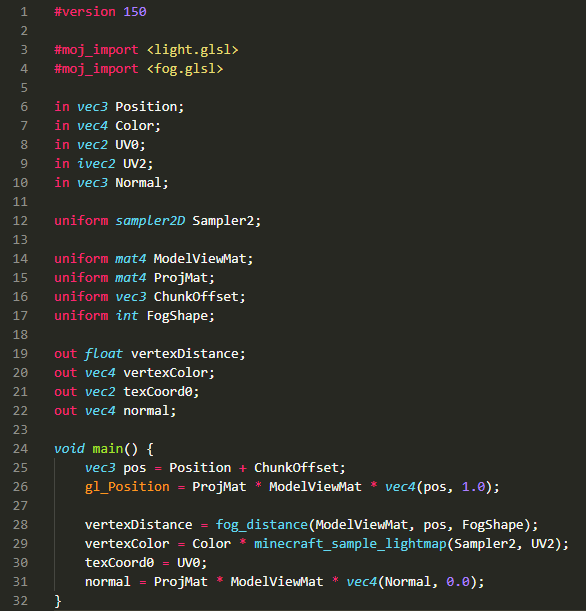 1 #version 150
2
3 #moj_import <light.glsl>
4 #moj_import <fog.glsl>
5
6 in vec3 Position;
7 in vec4 Color;
8 in vec2 UV0;
9 in ivec2 UV2;
10 in vec3 Normal;
11
12 uniform sampler2D Sampler2;
13
14 uniform mat4 ModelViewMat;
15 uniform mat4 ProjMat;
16 uniform vec3 ChunkOffset;
17 uniform int FogShape;
18
19 out float vertexDistance;
20 out vec4 vertexColor;
21 out vec2 texCoord0;
22 out vec4 normal;
23
24 void main() {
25     vec3 pos = Position + ChunkOffset;
26     gl_Position = ProjMat * ModelViewMat * vec4(pos, 1.0);
27
28     vertexDistance = fog_distance(ModelViewMat, pos, FogShape);
29     vertexColor = Color * minecraft_sample_lightmap(Sampler2, UV2);
30     texCoord0 = UV0;
31     normal = ProjMat * ModelViewMat * vec4(Normal, 0.0);
32 }